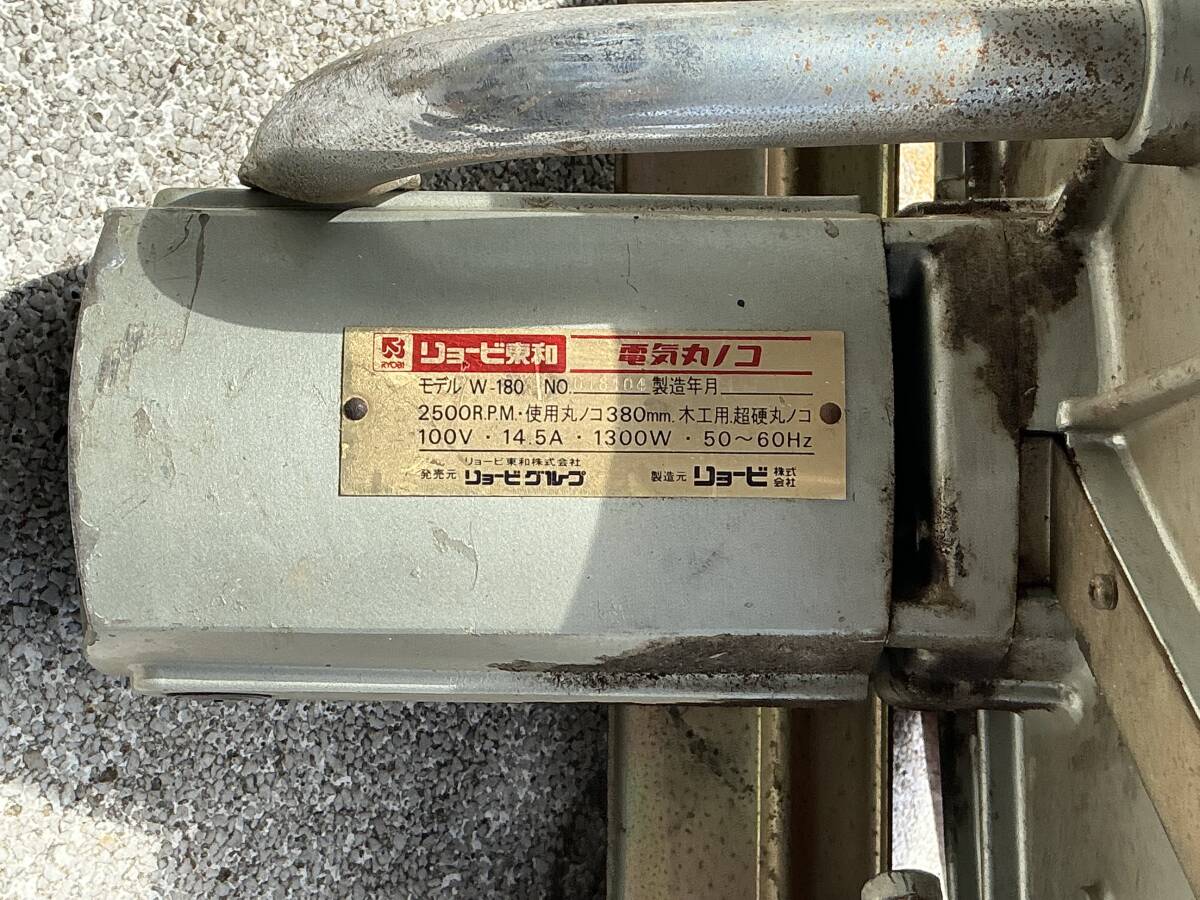 RYOBI リョービ東和 電気丸ノコ
モデル W-180 NO. 018104 製造年月
2500R.P.M・使用丸ノコ380mm.木工用.超硬丸ノコ
100V・14.5A・1300W・50～60Hz
リョービ東和株式会社
発売元 リョービグループ 製造元 リョービ 株式会社